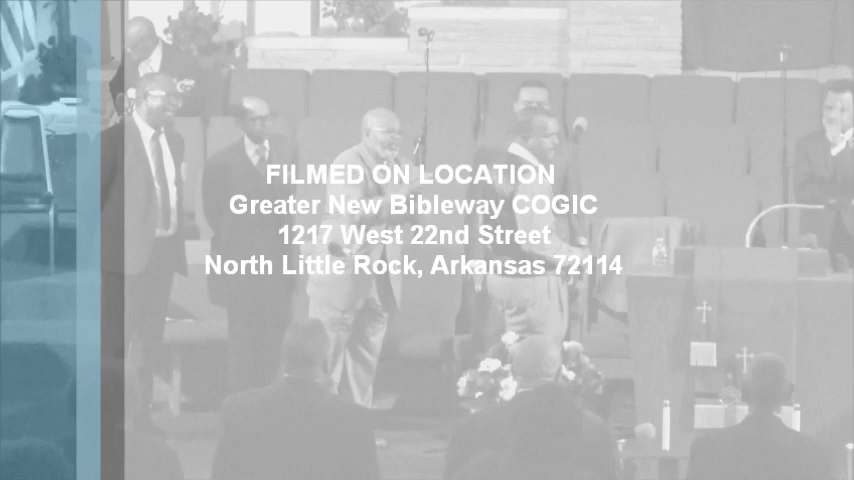 FILMED ON LOCATION
Greater New Bibleway COGIC
1217 West 22nd Street
North Little Rock, Arkansas 72114